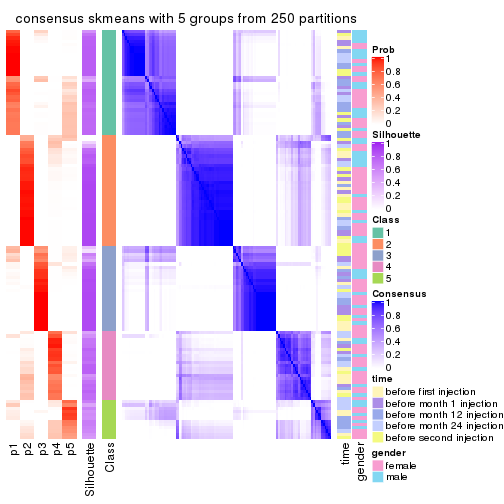 consensus skmeans with 5 groups from 250 partitions
Prob
1
0.8
0.6
0.4
0.2
0
Silhouette
1
0.8
0.6
0.4
0.2
0
Class
1
2
3
4
5
Consensus
1
0.8
0.6
0.4
0.2
0
time
before first injection
before month 1 injection
before month 12 injection
before month 24 injection
before second injection
gender
female
male
p1
p2
p3
p4
p5
Silhouette
Class
time
gender